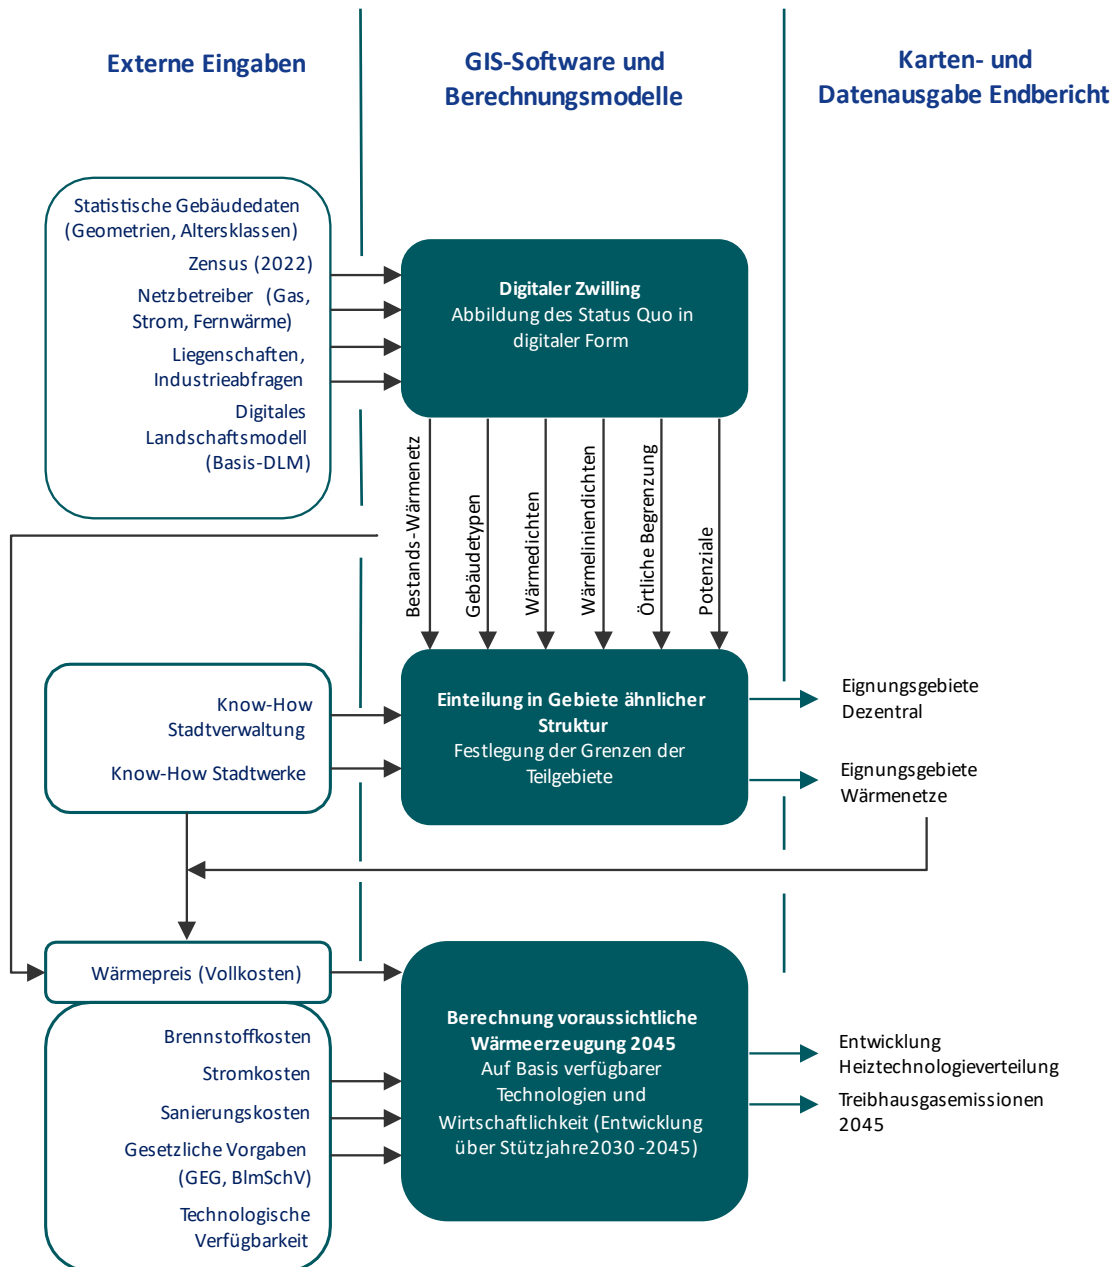 Externe Eingaben
GIS-Software und
Berechnungsmodelle
Karten- und
Datenausgabe Endbericht
Statistische Gebäudedaten
(Geometrien, Altersklassen)
Zensus (2022)
Netzbetreiber (Gas,
Strom, Fernwärme)
Liegenschaften,
Industrieabfragen
Digitales
Landschaftsmodell
(Basis-DLM)
Digitaler Zwilling
Abbildung des Status Quo in
digitaler Form
Bestands-Wärmenetz
Gebäudetypen
Wärmedichten
Wärmeliniendichten
Örtliche Begrenzung
Potenziale
Know-How
Stadtverwaltung
Know-How Stadtwerke
Einteilung in Gebiete ähnlicher
Struktur
Festlegung der Grenzen der
Teilgebiete
Eignungsgebiete
Dezentral
Eignungsgebiete
Wärmenetze
Wärmepreis (Vollkosten)
Brennstoffkosten
Stromkosten
Sanierungskosten
Gesetzliche Vorgaben
(GEG, BlmSchV)
Technologische
Verfügbarkeit
Berechnung voraussichtliche
Wärmeerzeugung 2045
Auf Basis verfügbarer
Technologien und
Wirtschaftlichkeit (Entwicklung
über Stützjahre 2030 -2045)
Entwicklung
Heiztechnologieverteilung
Treibhausgasemissionen
2045